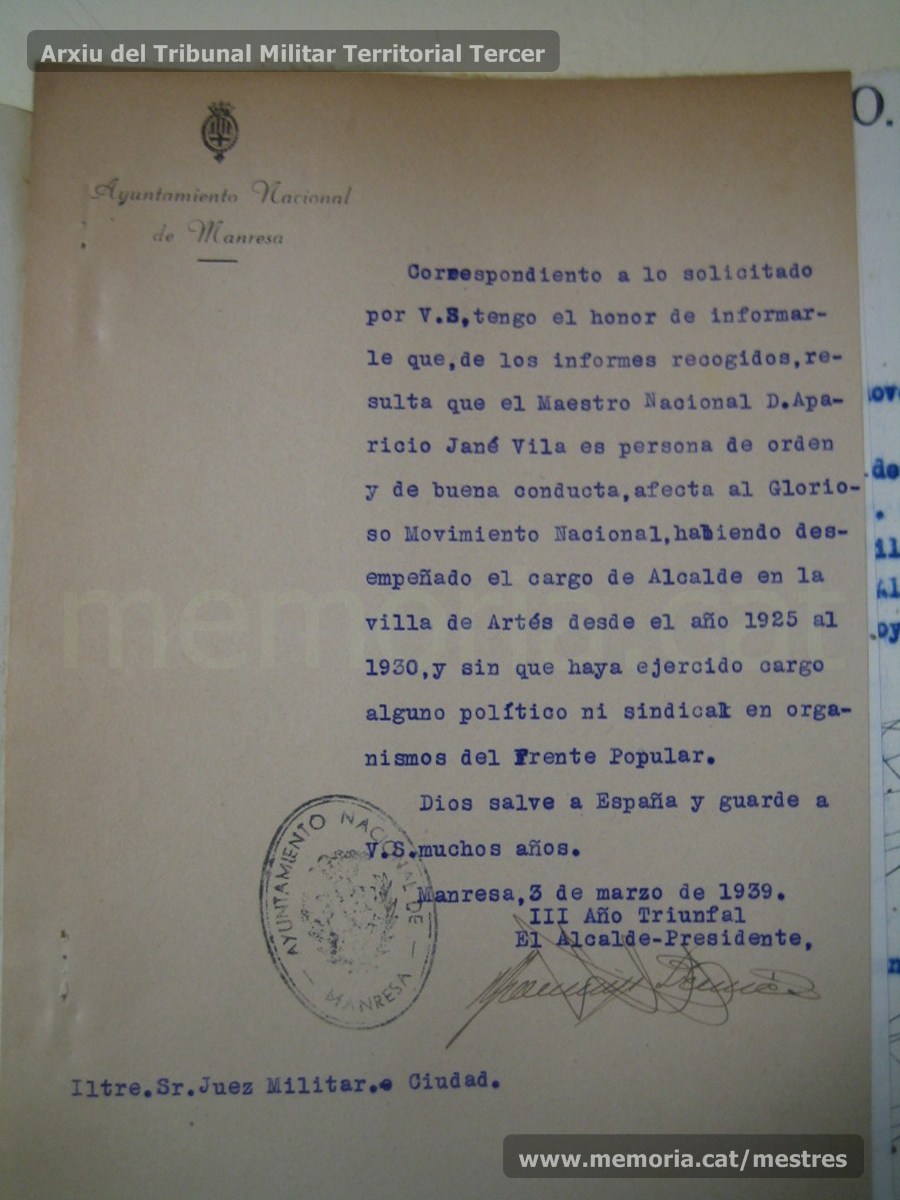 Arxiu del Tribunal Militar Territorial Tercer
O.
Ayuntamiento Nacional
de Manresa
Correspondiento a lo solicitado
por V.S,tengo el honor de informar-
le que,de los informes recogidos,re-
sulta que el Maestro Nacional D.Apa-
ricio Jané Vila es persona de orden
y de buena conducta,afecta al Glorio-
so Movimiento Nacional,habiendo des-
empeñado el cargo de Alcalde en la
villa de Artés desde el año 1925 al
1930,y sin que haya ejercido cargo
alguno político ni sindical en orga-
nismos del Frente Popular.
Dios salve a España y guarde a
V.S.muchos años.
Manresa,3 de marzo de 1939.
III Año Triunfal
El Alcalde-Presidente,
AYUNTAMIENTO NACIONAL DE
MANRESA
Iltre.Sr.Juez Militar.e Ciudad.
memoria.cat
www.memoria.cat/mestres